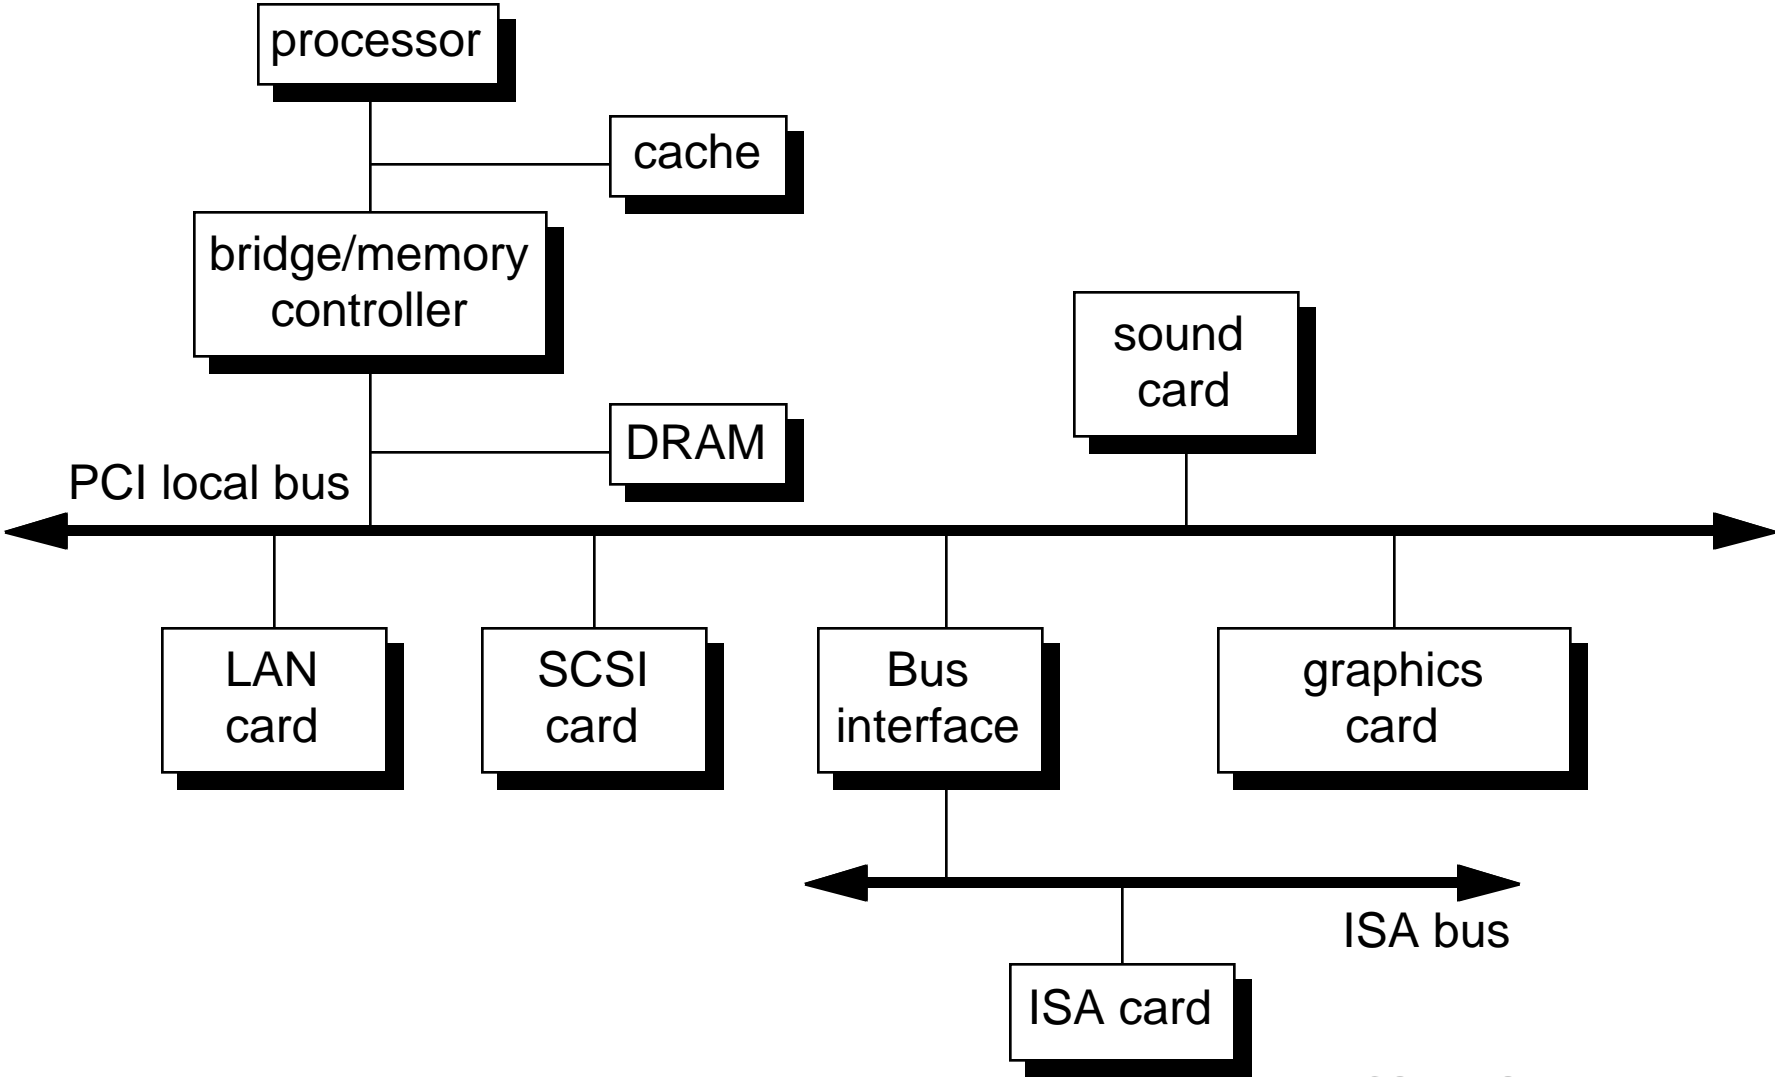 processor
cache
bridge/memory
controller
sound
card
DRAM
PCI local bus
LAN
card
SCSI
card
Bus
interface
graphics
card
ISA bus
ISA card